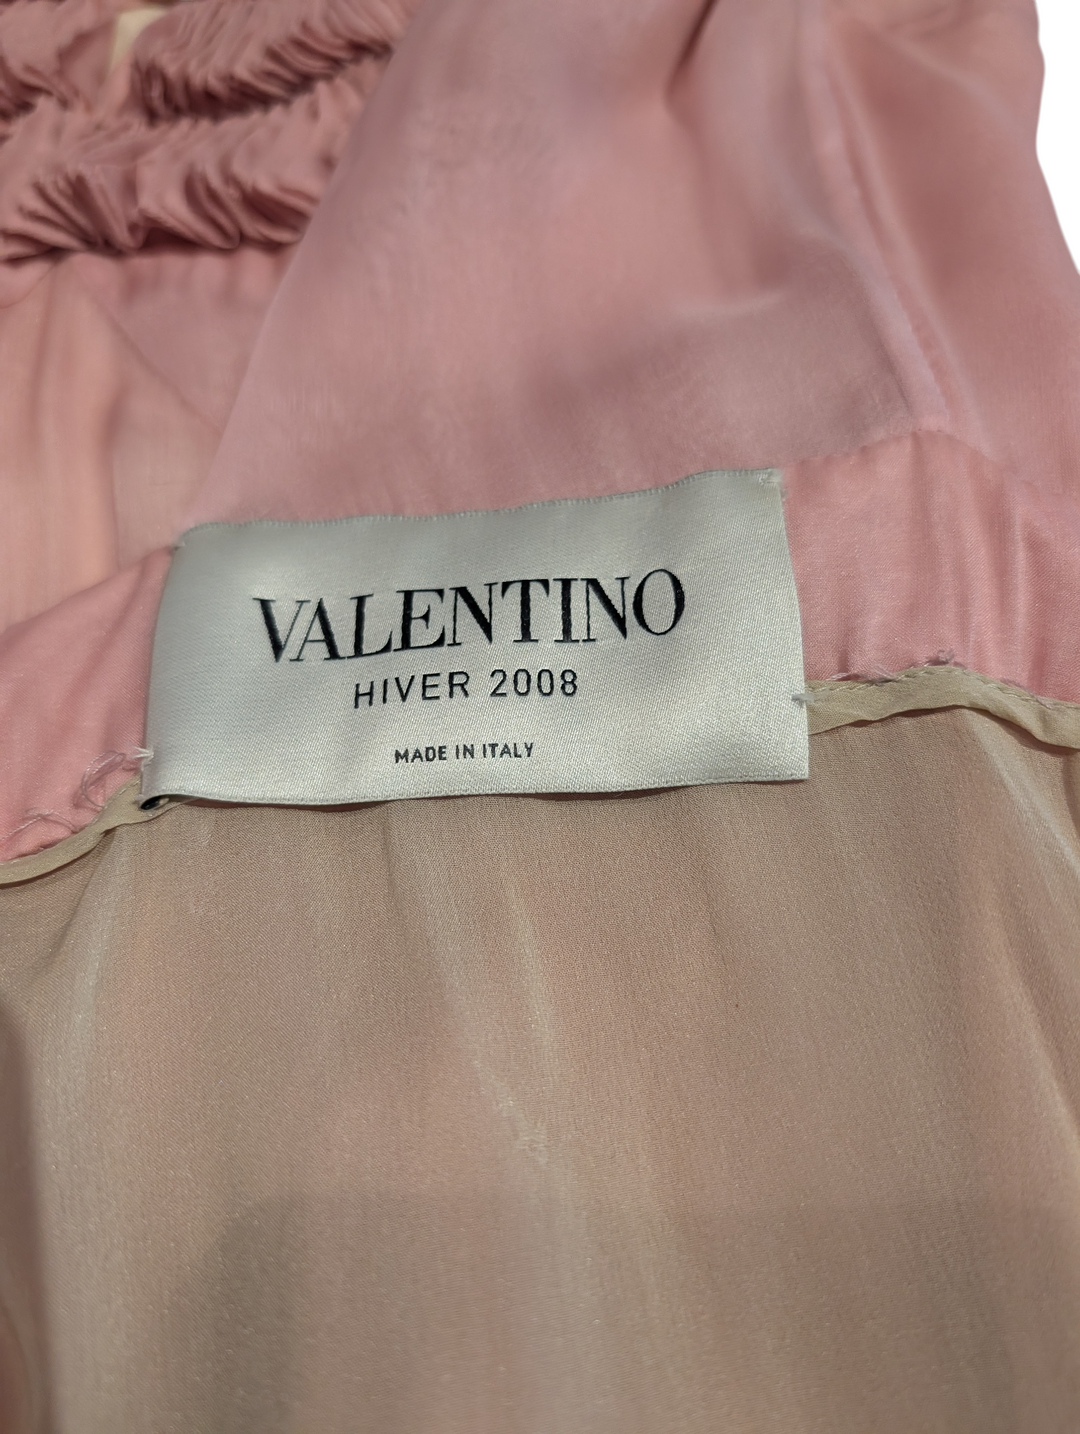 VALENTINO
HIVER 2008
MADE IN ITALY